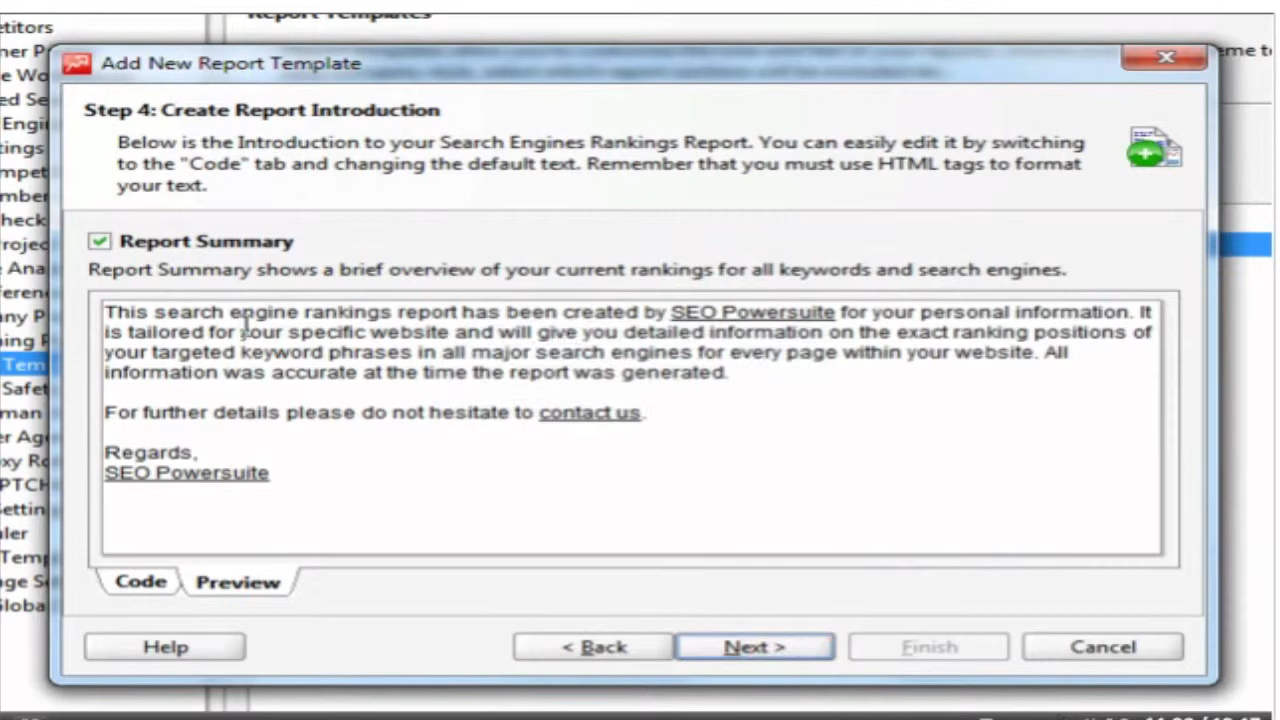 Report Templates
Add New Report Template
Step 4: Create Report Introduction
Below is the Introduction to your Search Engines Rankings Report. You can easily edit it by switching
to the "Code" tab and changing the default text. Remember that you must use HTML tags to format
your text.
Report Summary
Report Summary shows a brief overview of your current rankings for all keywords and search engines.
This search engine rankings report has been created by SEO Powersuite for your personal information. It
is tailored for your specific website and will give you detailed information on the exact ranking positions of
your targeted keyword phrases in all major search engines for every page within your website. All
information was accurate at the time the report was generated.
For further details please do not hesitate to contact us.
Regards,
SEO Powersuite
Code
Preview
Help
< Back
Next >
Finish
Cancel